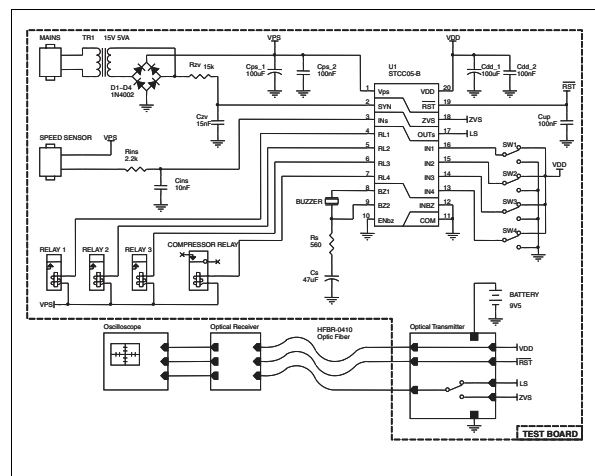 MAINS TR1 15V 5VA
VPS VDD
Rzv 15k
Cps_1 100uF
Cps_2 100nF
U1
STCC05-B
Cdd_1 100uF
Cdd_2 100nF
D1-D4
1N4002
RST
Czv
15nF
Cup
100nF
1 Vps VDD 20
2 SYN RST 19
3 INs ZVS 18 ZVS
4 RL1 OUTs 17 LS
5 RL2 IN1 16
6 RL3 IN2 15
7 RL4 IN3 14
8 BZ1 IN4 13
9 BZ2 INBZ 12
10 ENbz COM 11
SPEED SENSOR
VPS
Rins
2.2k
Cins
10nF
SW1
SW2
VDD
SW3
SW4
BUZZER
Rs
560
Cs
47uF
RELAY 1 RELAY 2 RELAY 3 COMPRESSOR RELAY
VPS
BATTERY
9V5
Oscilloscope Optical Receiver HFBR-0410
Optic Fiber
Optical Transmitter
VDD
RST
LS
ZVS
TEST BOARD